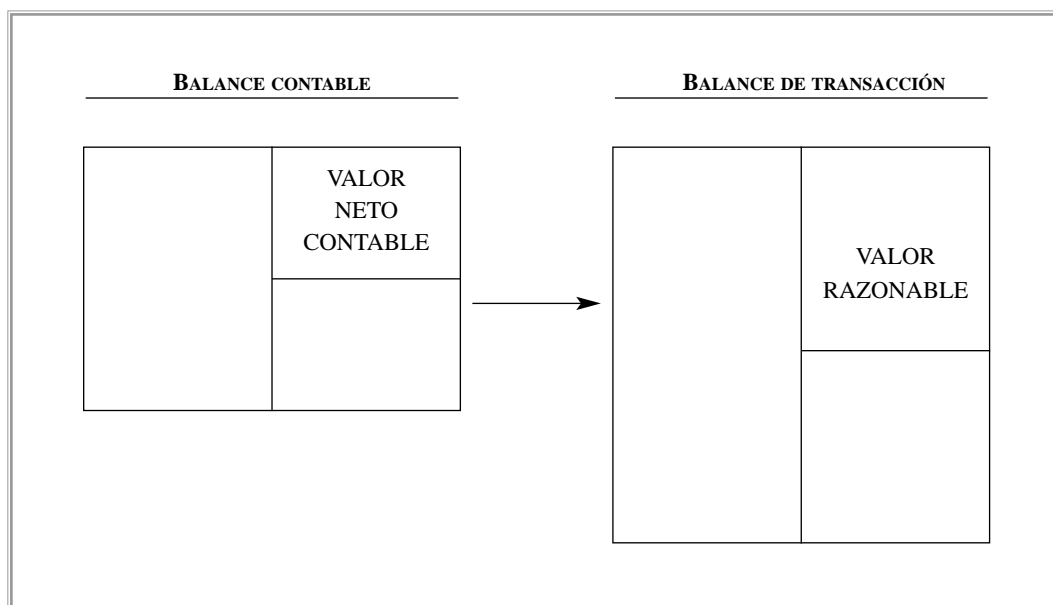 BALANCE CONTABLE
BALANCE DE TRANSACCIÓN
VALOR
NETO
CONTABLE
VALOR
RAZONABLE